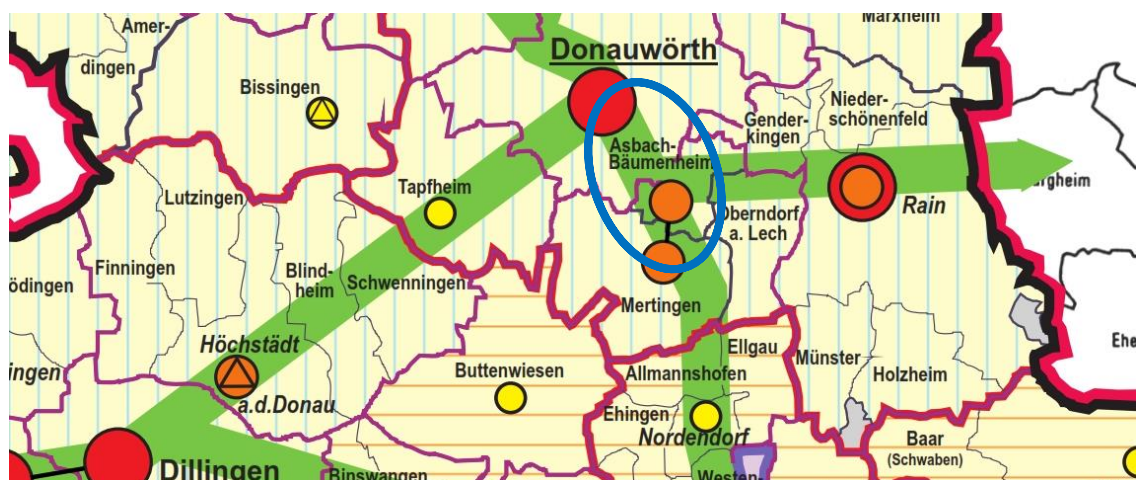 Amer-
dingen
Marxheim
Donauwörth
Bissingen
Nieder-
schönenfeld
Gender-
kingen
Asbach-
Bäumenheim
Tapfheim
Lutzingen
Rain
Oberndorf
a. Lech
Finningen
Blind-
heim
Schwenningen
ödingen
Mertingen
Höchstädt
a.d.Donau
Ellgau
Münster
Ehe
ingen
Buttenwiesen
Allmannshofen
Holzheim
Ehingen
Nordendorf
Baar
(Schwaben)
Dillingen
Binswangen
Westen-